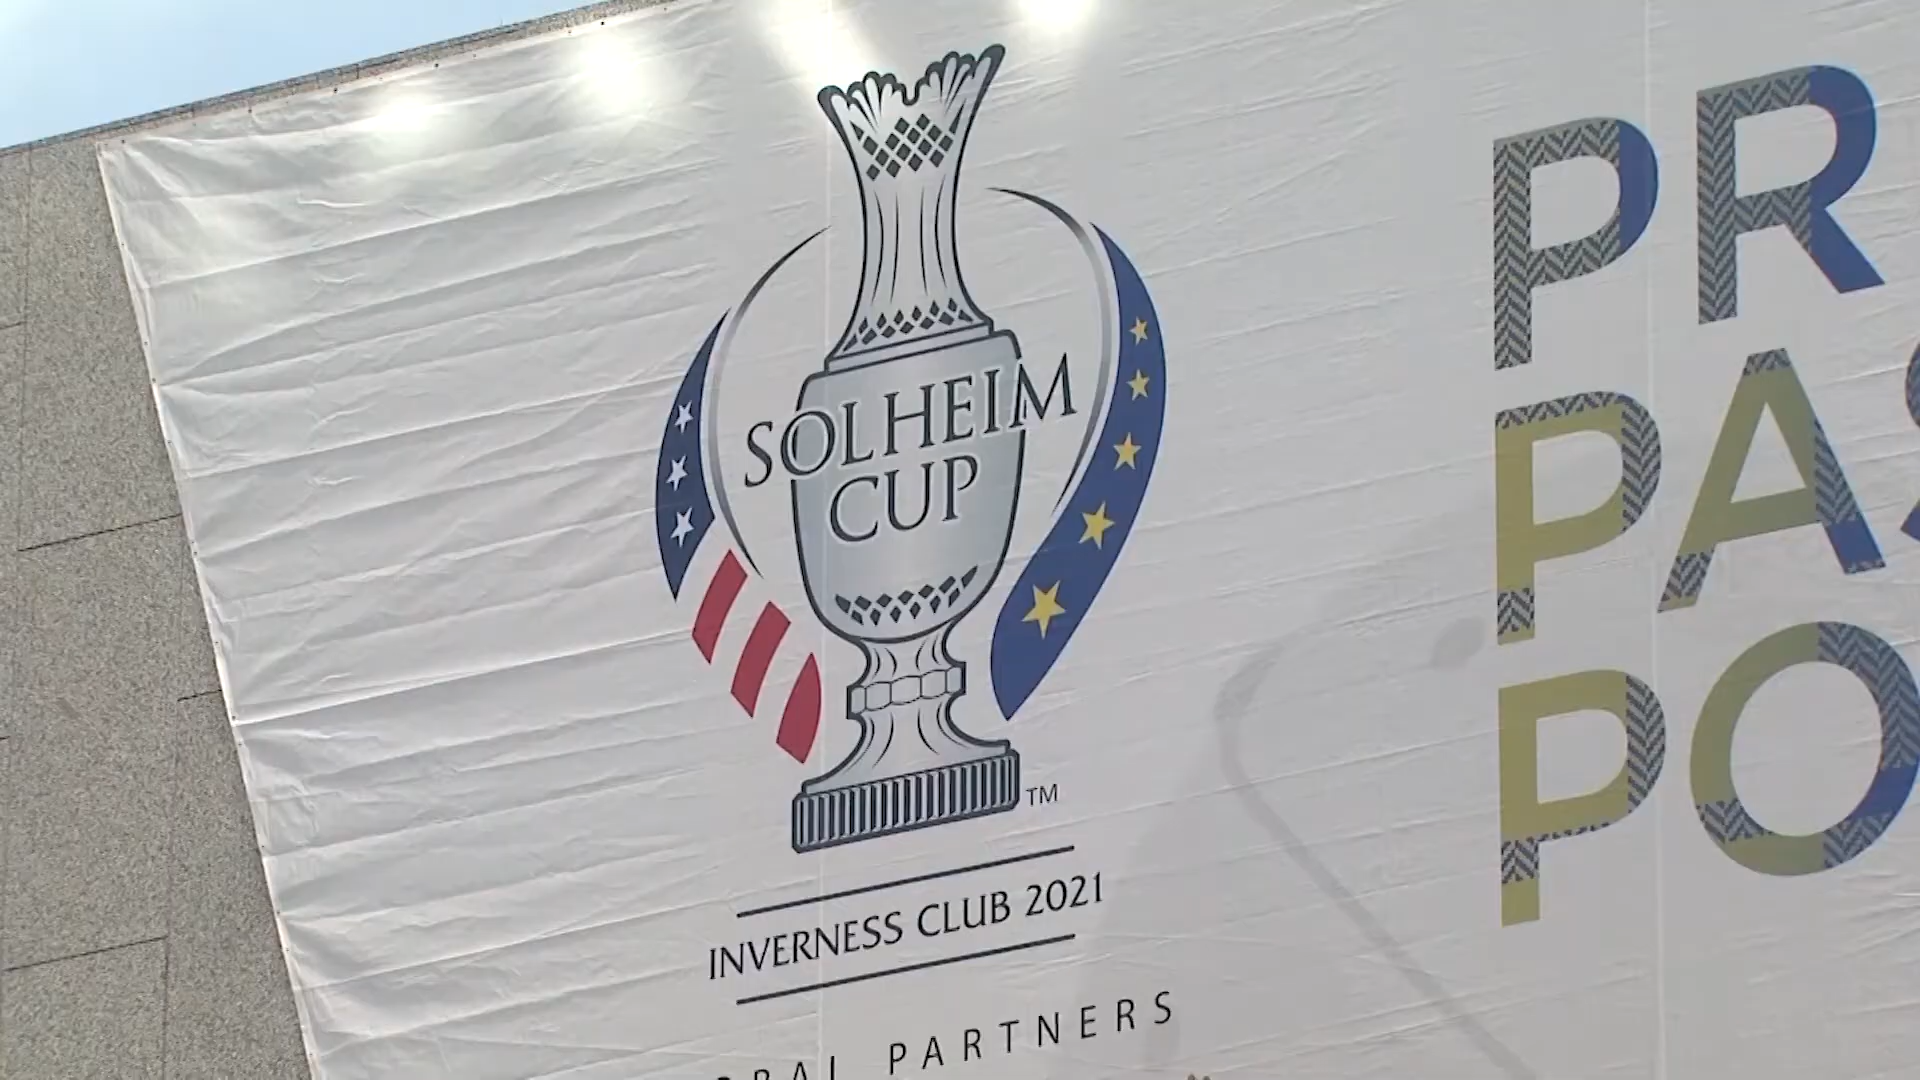 SOLHEIM
CUP
TM
INVERNESS CLUB 2021
PARTNERS
PR
PA
PO